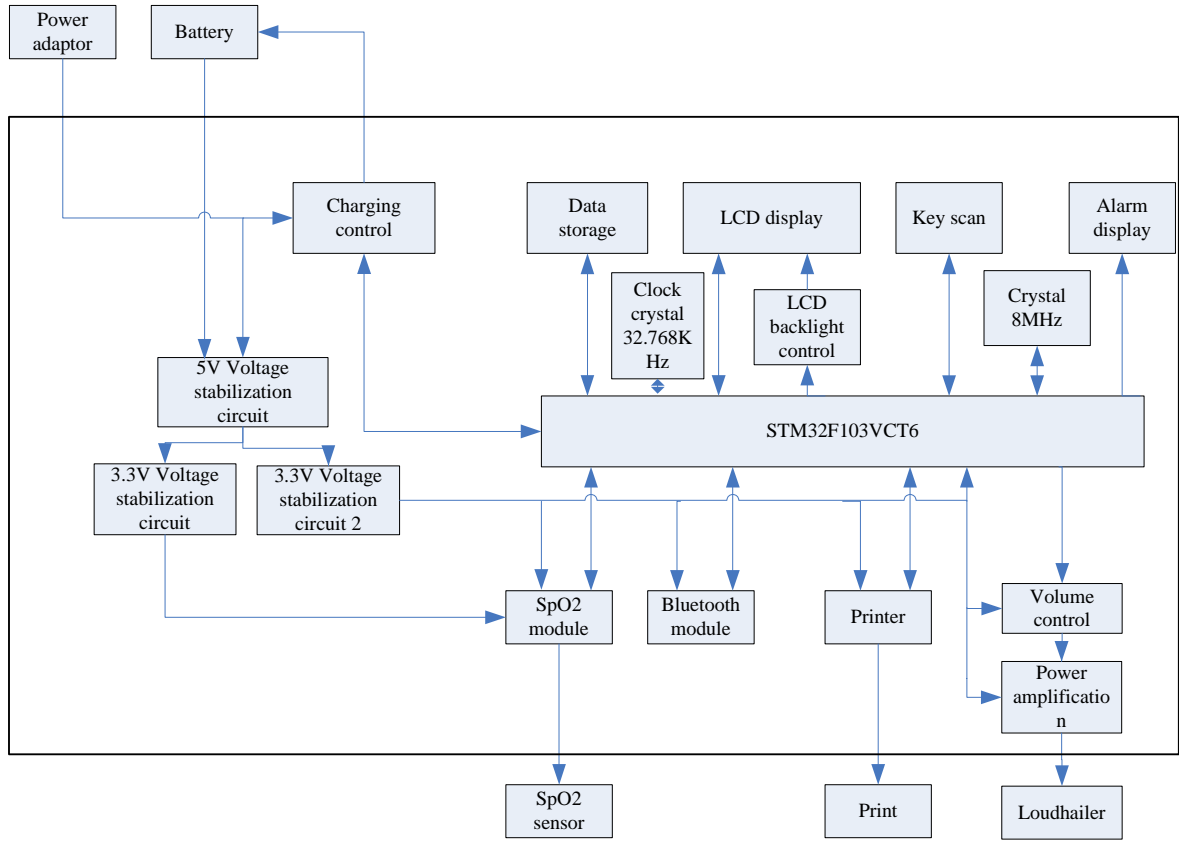 Power
adaptor
Battery
Charging
control
Data
storage
LCD display
Key scan
Alarm
display
Clock
crystal
32.768K
Hz
LCD
backlight
control
Crystal
8MHz
5V Voltage
stabilization
circuit
STM32F103VCT6
3.3V Voltage
stabilization
circuit
3.3V Voltage
stabilization
circuit 2
SpO2
module
Bluetooth
module
Printer
Volume
control
Power
amplificatio
n
SpO2
sensor
Print
Loudhailer